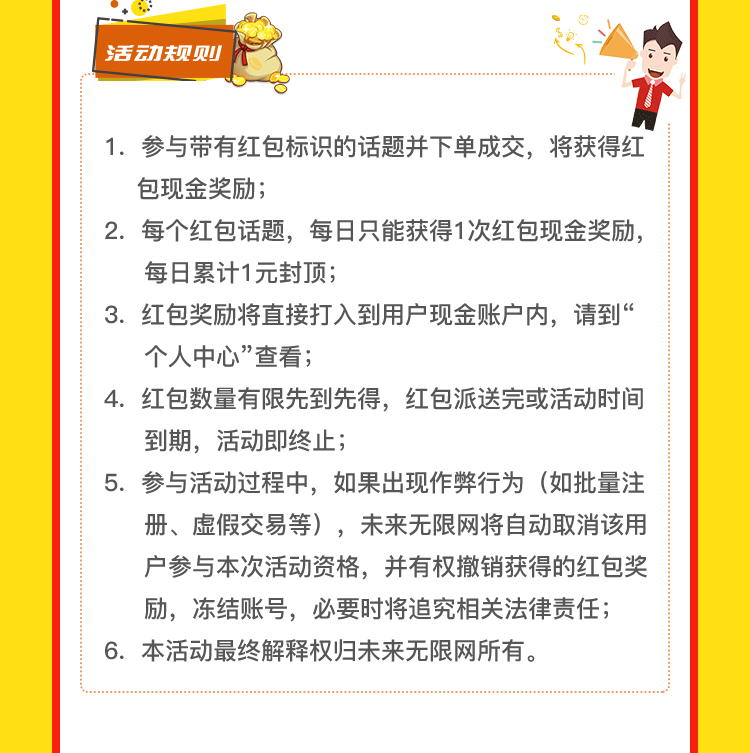 活动规则
1. 参与带有红包标识的话题并下单成交，将获得红
包现金奖励；
2. 每个红包话题，每日只能获得1次红包现金奖励，
每日累计1元封顶；
3. 红包奖励将直接打入到用户现金账户内，请到“
个人中心”查看；
4. 红包数量有限先到先得，红包派送完或活动时间
到期，活动即终止；
5. 参与活动过程中，如果出现作弊行为（如批量注
册、虚假交易等），未来无限网将自动取消该用
户参与本次活动资格，并有权撤销获得的红包奖
励，冻结账号，必要时将追究相关法律责任；
6. 本活动最终解释权归未来无限网所有。